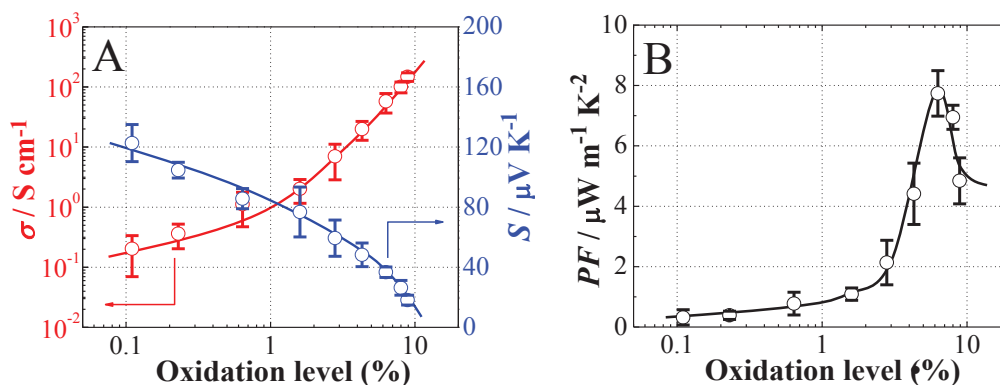 A
σ / S cm⁻¹
10³
10²
10¹
10⁰
10⁻¹
10⁻²
200
160
120
80
40
0
S / μV K⁻¹
0.1 1 10
Oxidation level (%)
B
PF / μW m⁻¹ K⁻²
10
8
6
4
2
0
0.1 1 10
Oxidation level (%)